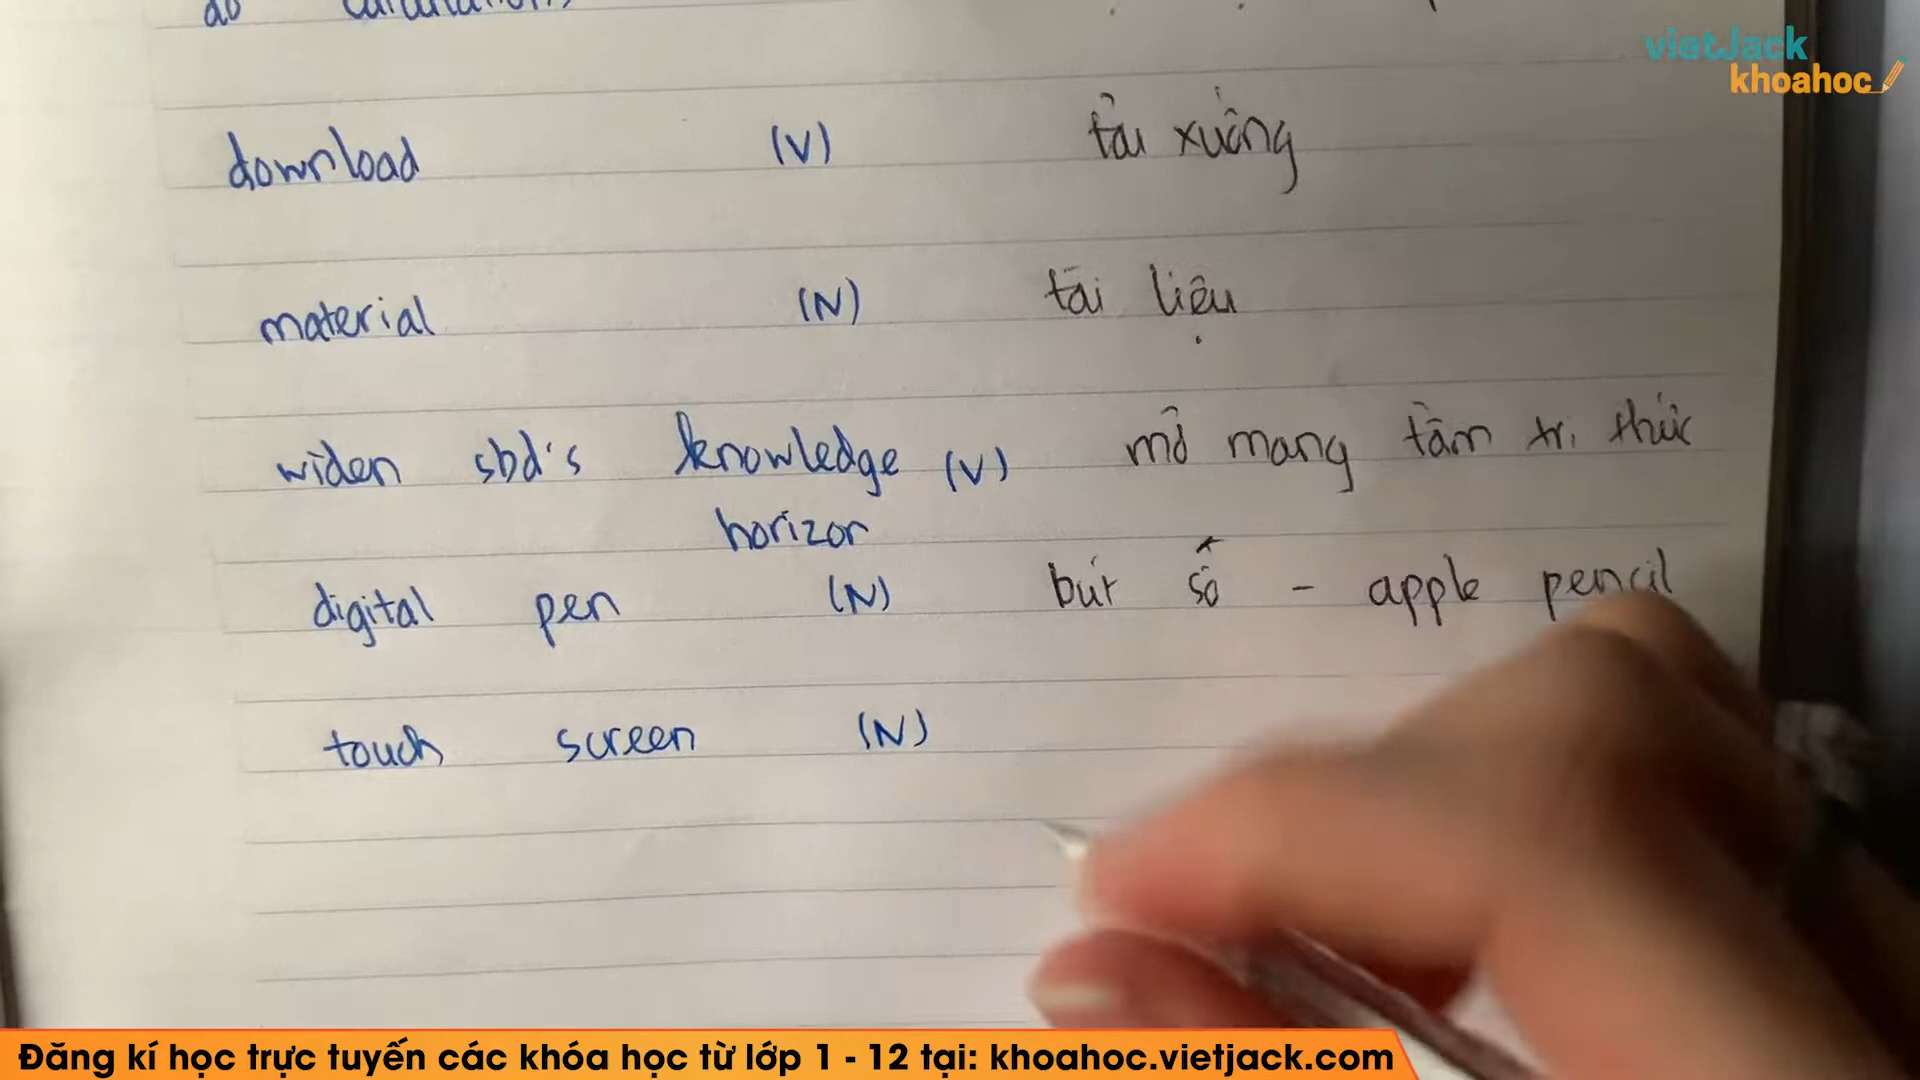 do
vietJack
khoahoc
download (V) tải xuống
material (N) tài liệu
widen sbd's knowledge (V) mở mang tầm tri thức
horizon
digital pen (N) bút số - apple pencil
touch screen (N)
Đăng kí học trực tuyến các khóa học từ lớp 1 - 12 tại: khoahoc.vietjack.com